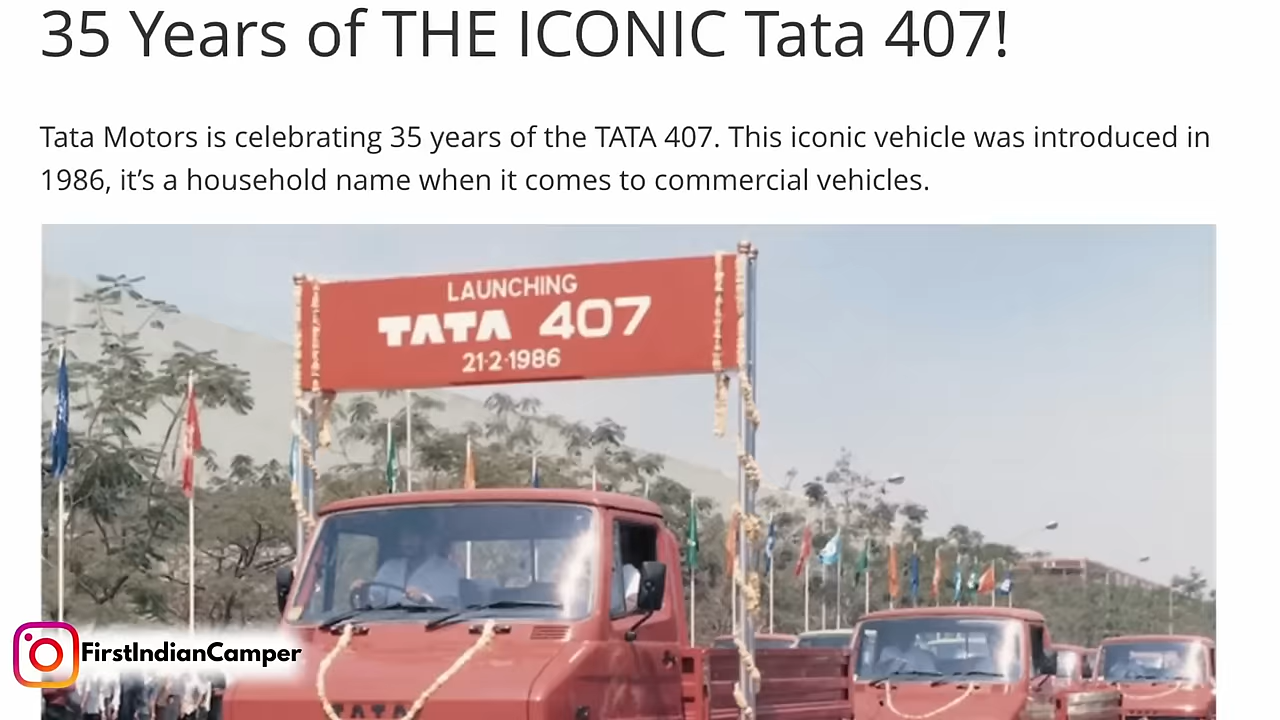 35 Years of THE ICONIC Tata 407!
Tata Motors is celebrating 35 years of the TATA 407. This iconic vehicle was introduced in
1986, it’s a household name when it comes to commercial vehicles.
LAUNCHING
TATA 407
21·2·1986
TATA
FirstIndianCamper